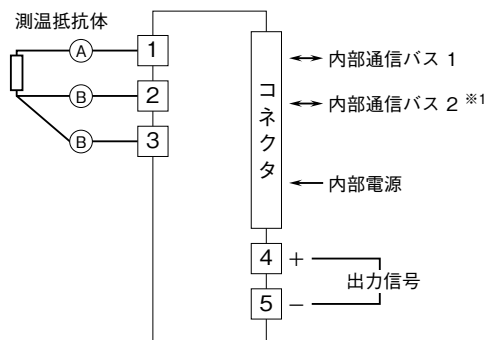 測温抵抗体
A
1
B
2
B
3
コネクタ
内部通信バス 1
内部通信バス 2 ※1
内部電源
4 +
出力信号
5 −